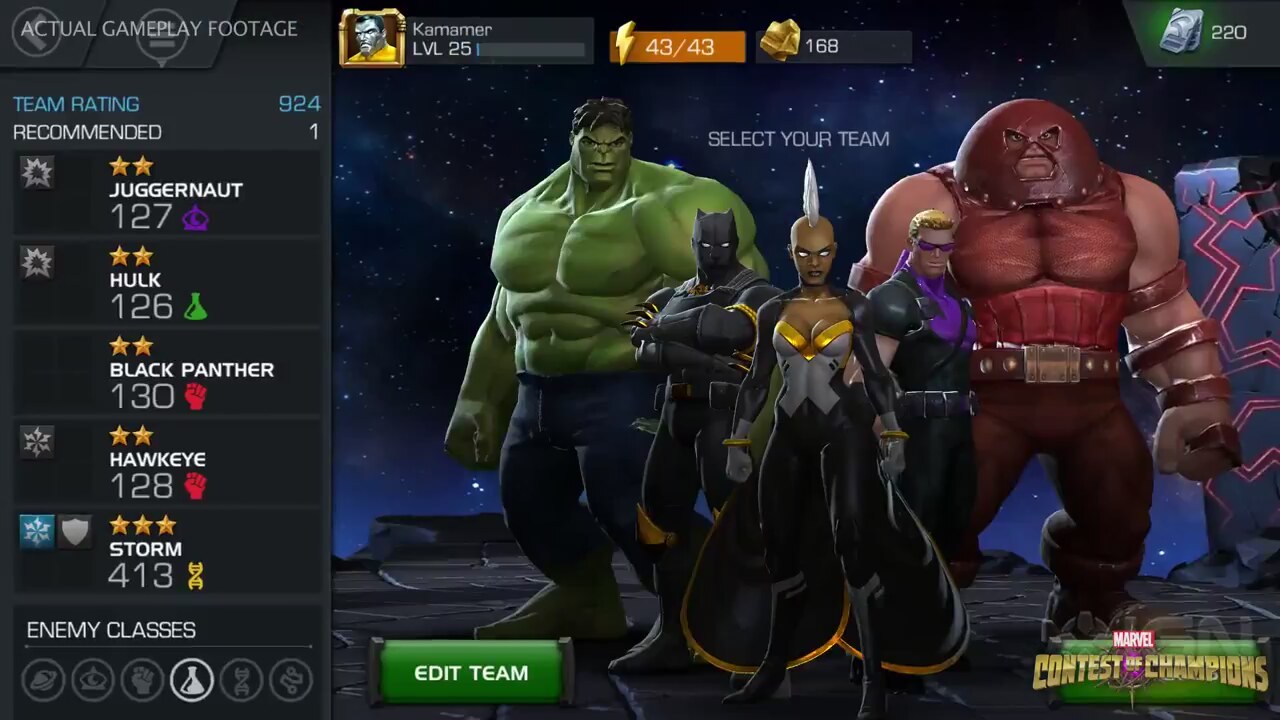 ACTUAL GAMEPLAY FOOTAGE
Kamamer
LVL 25
43/43
168
220
TEAM RATING 924
RECOMMENDED 1
SELECT YOUR TEAM
JUGGERNAUT
127
HULK
126
BLACK PANTHER
130
HAWKEYE
128
STORM
413
ENEMY CLASSES
EDIT TEAM
IGN
MARVEL
CONTEST OF CHAMPIONS